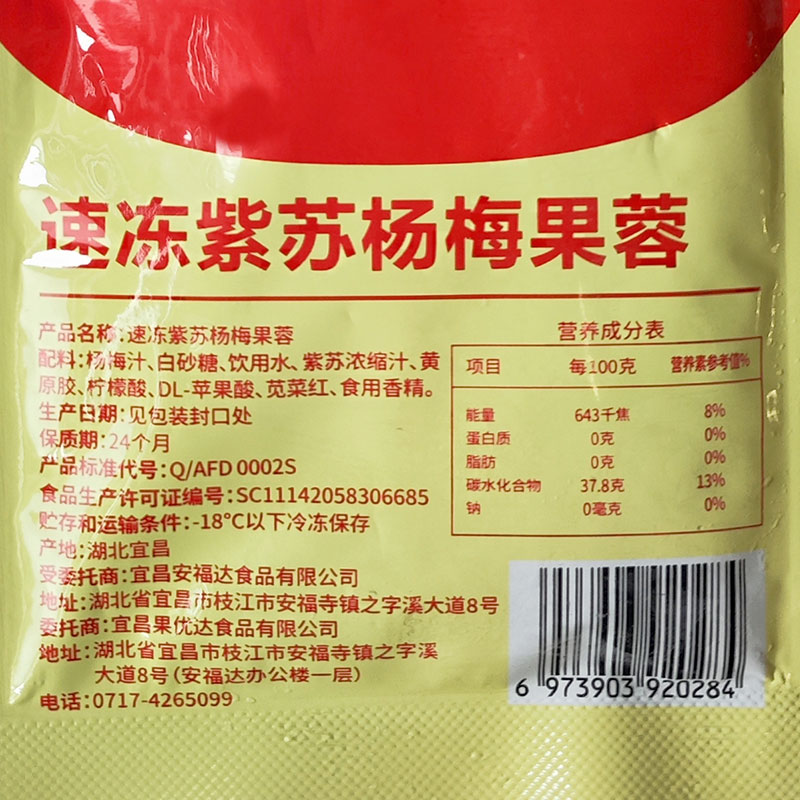 速冻紫苏杨梅果蓉
产品名称:速冻紫苏杨梅果蓉
配料:杨梅汁、白砂糖、饮用水、紫苏浓缩汁、黄
原胶、柠檬酸、DL-苹果酸、苋菜红、食用香精。
生产日期:见包装封口处
保质期:24个月
产品标准代号:Q/AFD 0002S
食品生产许可证编号:SC11142058306685
贮存和运输条件:-18°C以下冷冻保存
产地:湖北宜昌
受委托商:宜昌安福达食品有限公司
地址:湖北省宜昌市枝江市安福寺镇之字溪大道8号
委托商:宜昌果优达食品有限公司
地址:湖北省宜昌市枝江市安福寺镇之字溪
大道8号(安福达办公楼一层)
电话:0717-4265099
营养成分表
项目 每100克 营养素参考值%
能量 643千焦 8%
蛋白质 0克 0%
脂肪 0克 0%
碳水化合物 37.8克 13%
钠 0毫克 0%
6 973903 920284